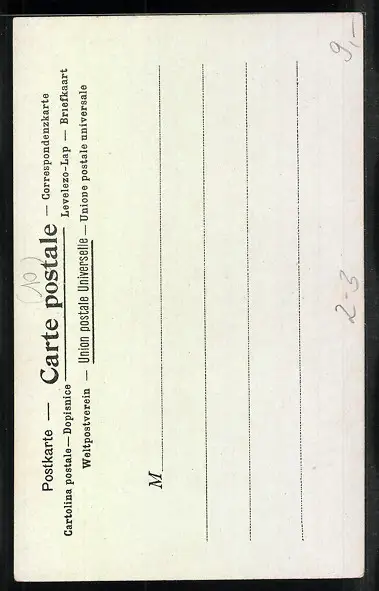 Postkarte — Carte postale — Correspondenzkarte
Cartolina postale — Dopisnice Levelezo-Lap — Briefkaart
Weltpostverein — Union postale Universelle — Unione postale universale
M
(10)
9,-
2-3